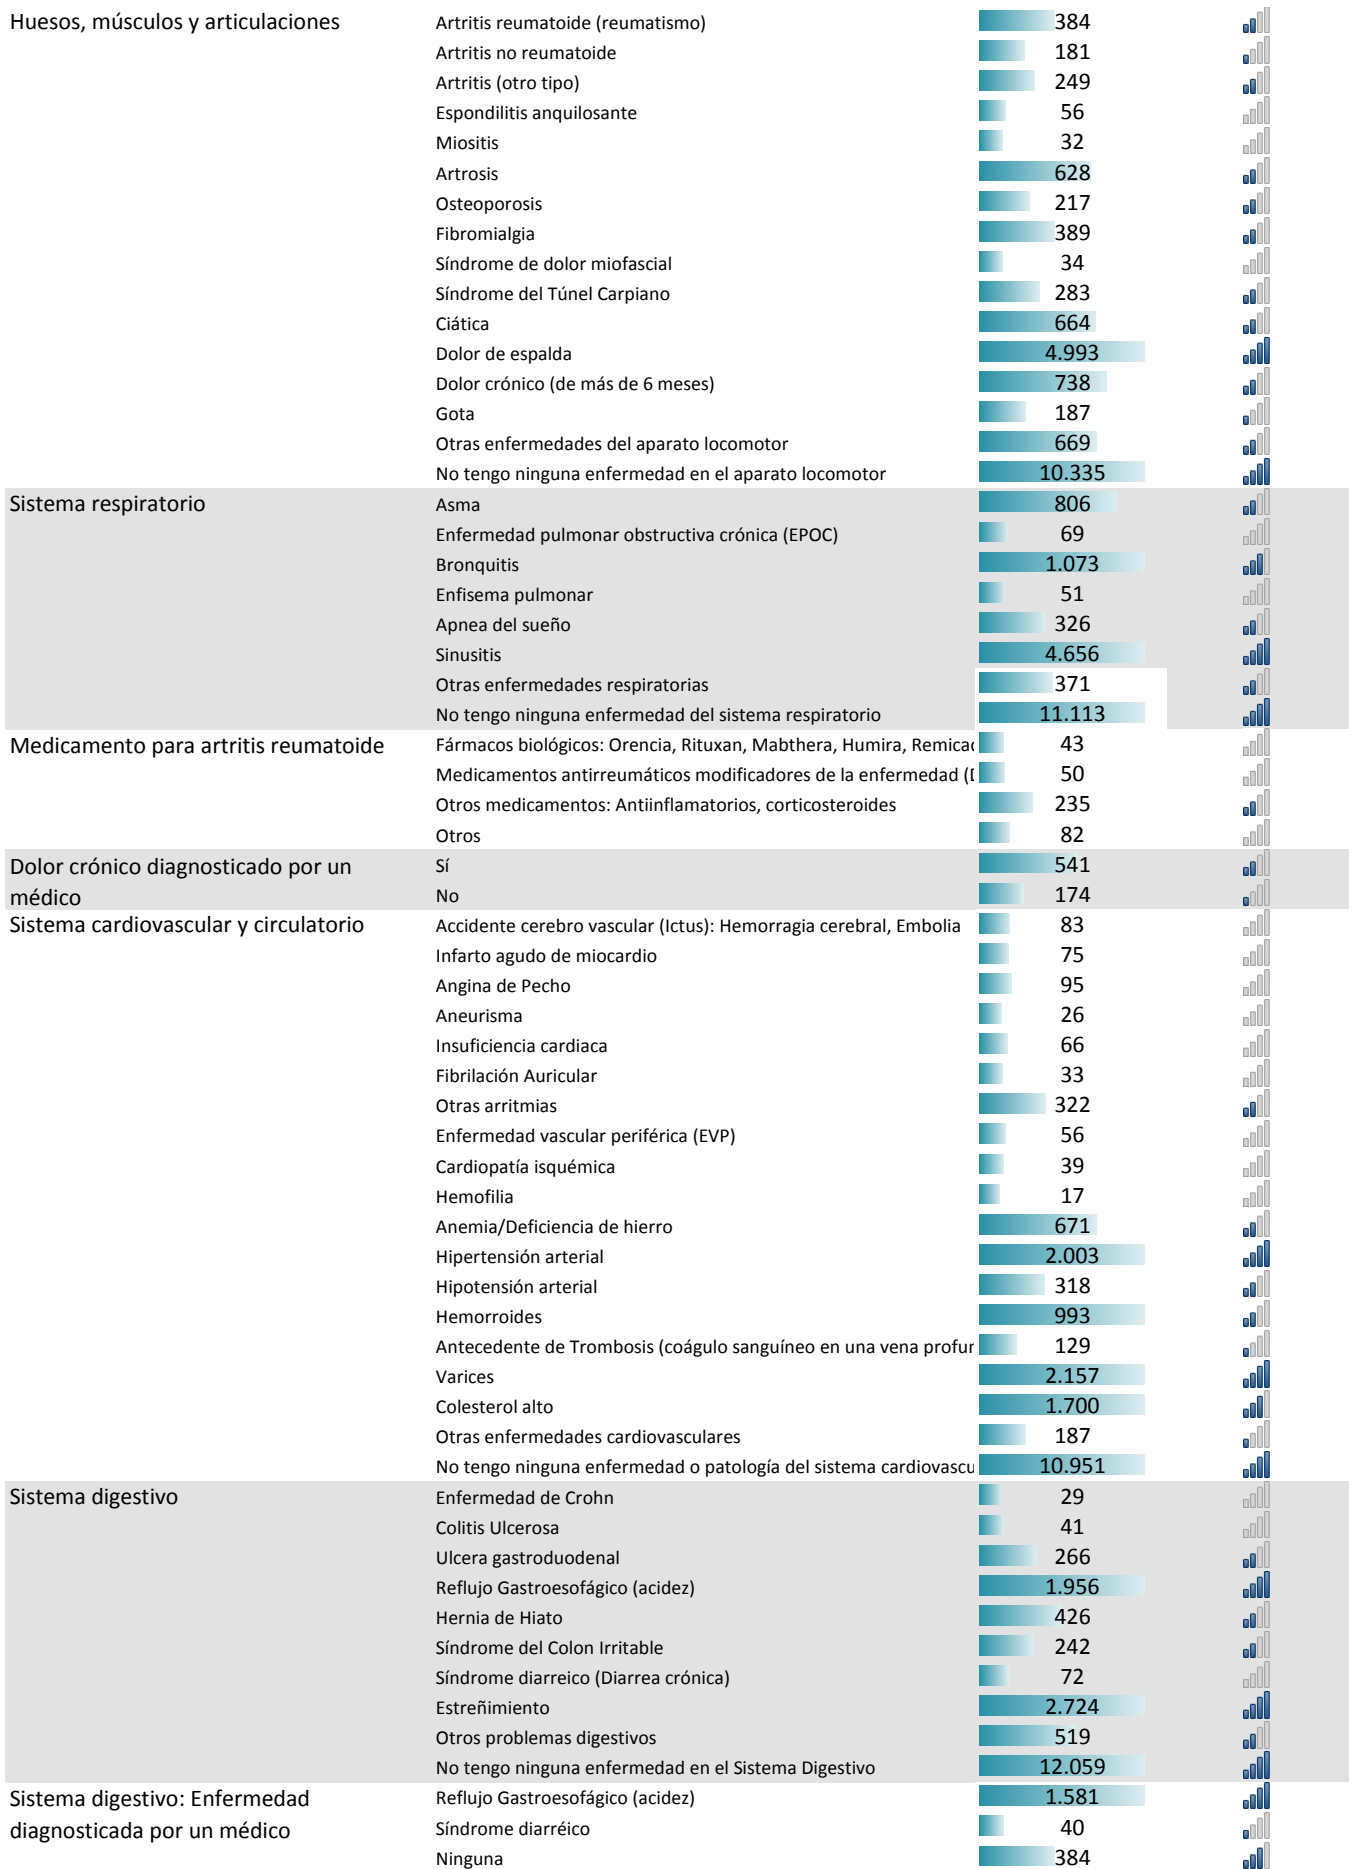 Huesos, músculos y articulaciones Artritis reumatoide (reumatismo) 384
Artritis no reumatoide 181
Artritis (otro tipo) 249
Espondilitis anquilosante 56
Miositis 32
Artrosis 628
Osteoporosis 217
Fibromialgia 389
Síndrome de dolor miofascial 34
Síndrome del Túnel Carpiano 283
Ciática 664
Dolor de espalda 4.993
Dolor crónico (de más de 6 meses) 738
Gota 187
Otras enfermedades del aparato locomotor 669
No tengo ninguna enfermedad en el aparato locomotor 10.335
Sistema respiratorio Asma 806
Enfermedad pulmonar obstructiva crónica (EPOC) 69
Bronquitis 1.073
Enfisema pulmonar 51
Apnea del sueño 326
Sinusitis 4.656
Otras enfermedades respiratorias 371
No tengo ninguna enfermedad del sistema respiratorio 11.113
Medicamento para artritis reumatoide Fármacos biológicos: Orencia, Rituxan, Mabthera, Humira, Remicad 43
Medicamentos antirreumáticos modificadores de la enfermedad (D 50
Otros medicamentos: Antiinflamatorios, corticosteroides 235
Otros 82
Dolor crónico diagnosticado por un Sí 541
médico No 174
Sistema cardiovascular y circulatorio Accidente cerebro vascular (Ictus): Hemorragia cerebral, Embolia 83
Infarto agudo de miocardio 75
Angina de Pecho 95
Aneurisma 26
Insuficiencia cardiaca 66
Fibrilación Auricular 33
Otras arritmias 322
Enfermedad vascular periférica (EVP) 56
Cardiopatía isquémica 39
Hemofilia 17
Anemia/Deficiencia de hierro 671
Hipertensión arterial 2.003
Hipotensión arterial 318
Hemorroides 993
Antecedente de Trombosis (coágulo sanguíneo en una vena profun 129
Varices 2.157
Colesterol alto 1.700
Otras enfermedades cardiovasculares 187
No tengo ninguna enfermedad o patología del sistema cardiovascu 10.951
Sistema digestivo Enfermedad de Crohn 29
Colitis Ulcerosa 41
Ulcera gastroduodenal 266
Reflujo Gastroesofágico (acidez) 1.956
Hernia de Hiato 426
Síndrome del Colon Irritable 242
Síndrome diarreico (Diarrea crónica) 72
Estreñimiento 2.724
Otros problemas digestivos 519
No tengo ninguna enfermedad en el Sistema Digestivo 12.059
Sistema digestivo: Enfermedad Reflujo Gastroesofágico (acidez) 1.581
diagnosticada por un médico Síndrome diarréico 40
Ninguna 384